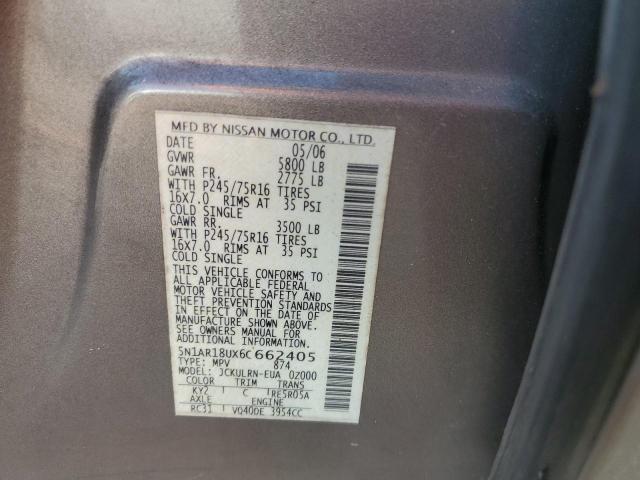 MFD BY NISSAN MOTOR CO., LTD.
DATE 05/06
GVWR 5800 LB
GAWR FR. 2775 LB
WITH P245/75R16 TIRES
16X7.0 RIMS AT 35 PSI
COLD SINGLE
GAWR RR. 3500 LB
WITH P245/75R16 TIRES
16X7.0 RIMS AT 35 PSI
COLD SINGLE
THIS VEHICLE CONFORMS TO
ALL APPLICABLE FEDERAL
MOTOR VEHICLE SAFETY AND
THEFT PREVENTION STANDARDS
IN EFFECT ON THE DATE OF
MANUFACTURE SHOWN ABOVE.
SEE OWNERS MANUAL FOR
ADDITIONAL INFORMATION
5N1AR18UX6C662405
TYPE: MPV 874
MODEL: JCKULRN-EUA 0Z000
COLOR TRIM TRANS
KY2 C RE5R05A
AXLE ENGINE
RC31 VQ40DE 3954CC